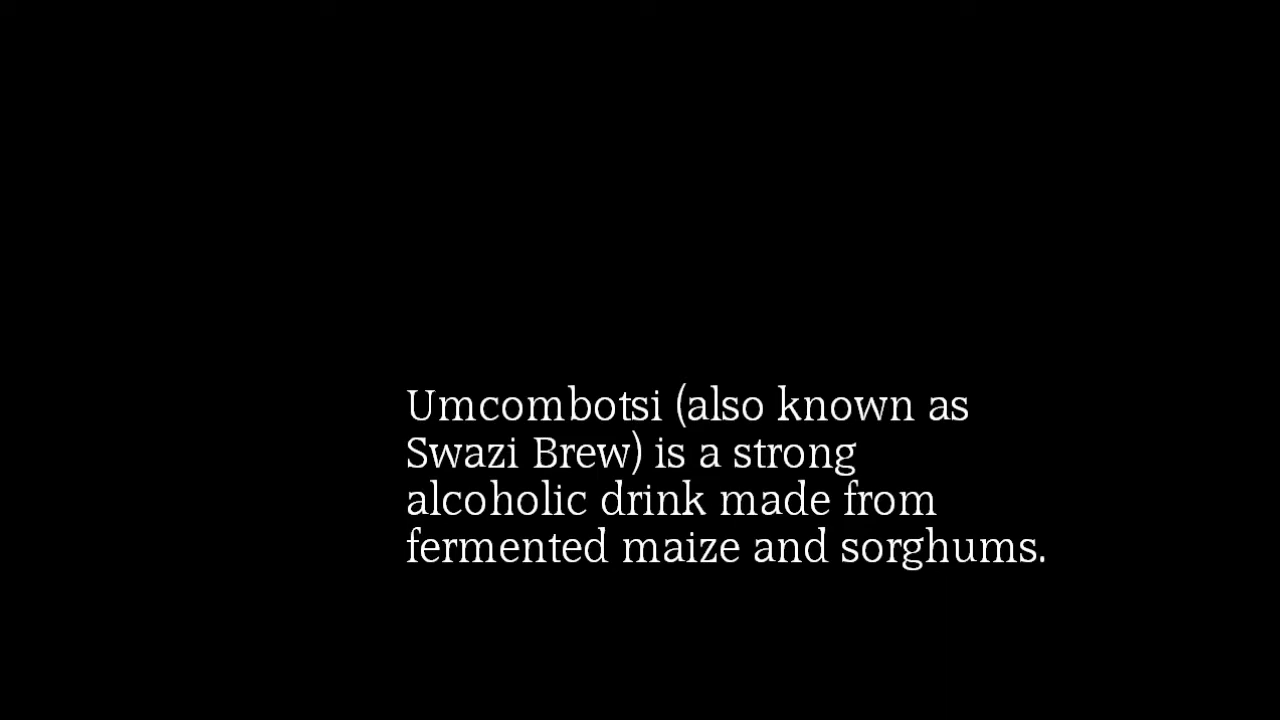 Umcombotsi (also known as
Swazi Brew) is a strong
alcoholic drink made from
fermented maize and sorghums.